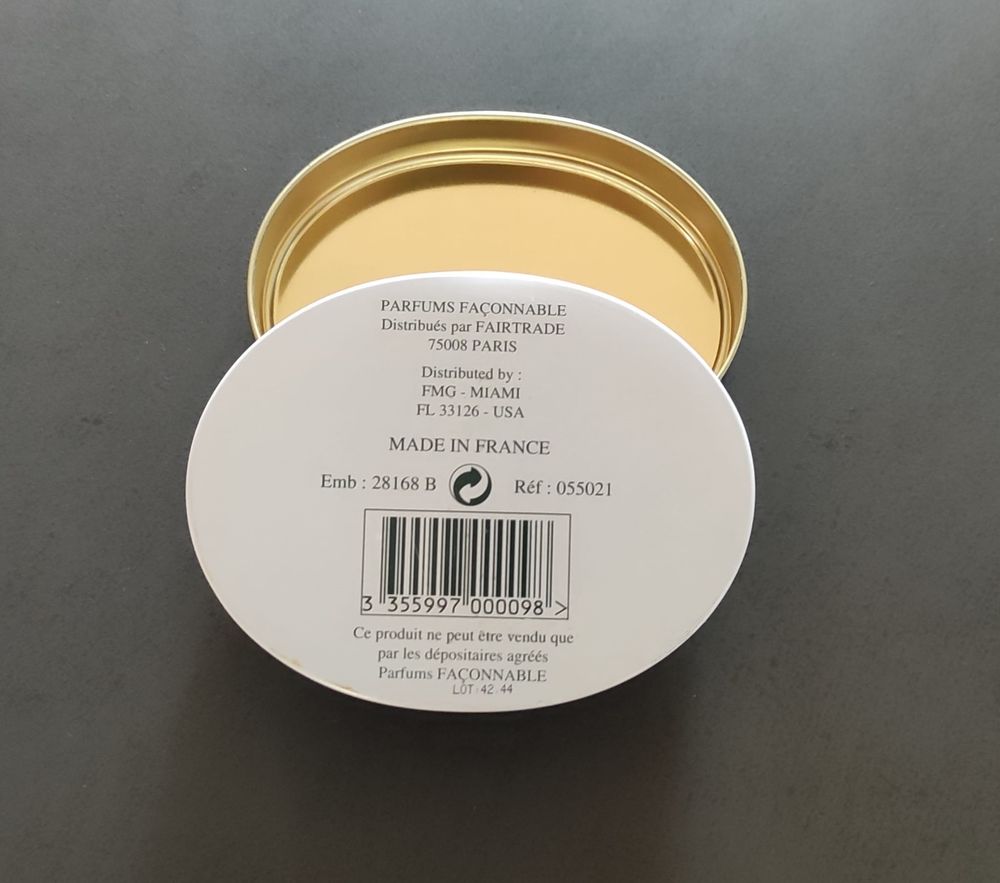 PARFUMS FAÇONNABLE
Distribués par FAIRTRADE
75008 PARIS
Distributed by :
FMG - MIAMI
FL 33126 - USA
MADE IN FRANCE
Emb : 28168 B Réf : 055021
3 355997 000098 >
Ce produit ne peut être vendu que
par les dépositaires agréés
Parfums FAÇONNABLE
LOT 42 44